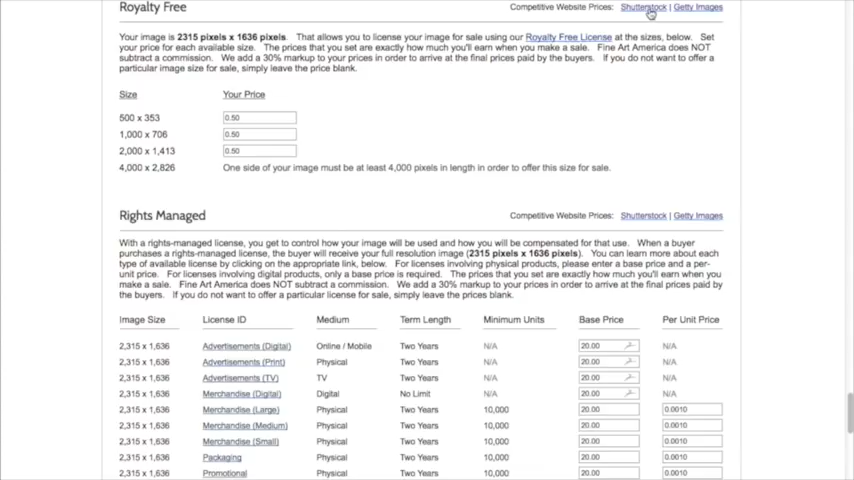 Royalty Free
Competitive Website Prices: Shutterstock | Getty Images
Your image is 2315 pixels x 1636 pixels. That allows you to license your image for sale using our Royalty Free License at the sizes, below. Set
your price for each available size. The prices that you set are exactly how much you'll earn when you make a sale. Fine Art America does NOT
subtract a commission. We add a 30% markup to your prices in order to arrive at the final prices paid by the buyers. If you do not want to offer a
particular image size for sale, simply leave the price blank.
Size Your Price
500 x 353 0.50
1,000 x 706 0.50
2,000 x 1,413 0.50
4,000 x 2,826 One side of your image must be at least 4,000 pixels in length in order to offer this size for sale.
Rights Managed
Competitive Website Prices: Shutterstock | Getty Images
With a rights-managed license, you get to control how your image will be used and how you will be compensated for that use. When a buyer
purchases a rights-managed license, the buyer will receive your full resolution image (2315 pixels x 1636 pixels). You can learn more about each
type of available license by clicking on the appropriate link, below. For licenses involving physical products, please enter a base price and a per-
unit price. For licenses involving digital products, only a base price is required. The prices that you set are exactly how much you'll earn when you
make a sale. Fine Art America does NOT subtract a commission. We add a 30% markup to your prices in order to arrive at the final prices paid by
the buyers. If you do not want to offer a particular license for sale, simply leave the prices blank.
Image Size License ID Medium Term Length Minimum Units Base Price Per Unit Price
2,315 x 1,636 Advertisements (Digital) Online / Mobile Two Years N/A 20.00 N/A
2,315 x 1,636 Advertisements (Print) Physical Two Years N/A 20.00 N/A
2,315 x 1,636 Advertisements (TV) TV Two Years N/A 20.00 N/A
2,315 x 1,636 Merchandise (Digital) Digital No Limit N/A 20.00 N/A
2,315 x 1,636 Merchandise (Large) Physical Two Years 10,000 20.00 0.0010
2,315 x 1,636 Merchandise (Medium) Physical Two Years 10,000 20.00 0.0010
2,315 x 1,636 Merchandise (Small) Physical Two Years 10,000 20.00 0.0010
2,315 x 1,636 Packaging Physical Two Years 10,000 20.00 0.0010
2,315 x 1,636 Promotional Physical Two Years 10,000 20.00 0.0010